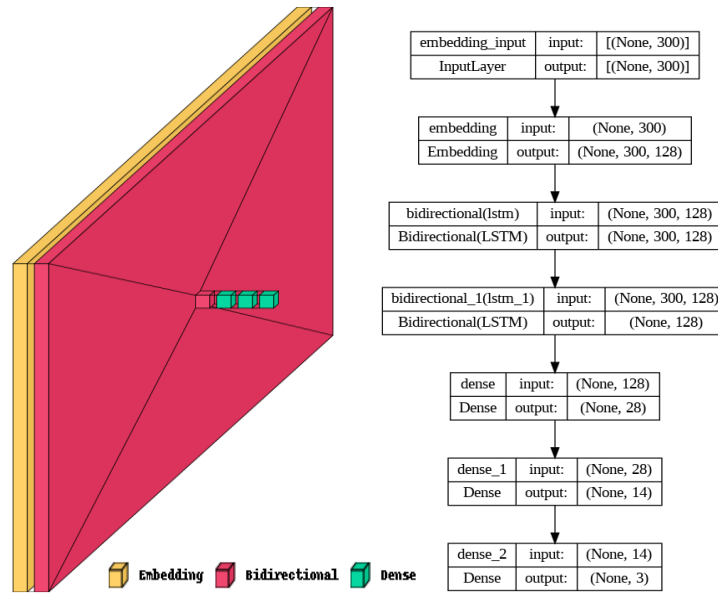 embedding_input input: [(None, 300)]
InputLayer output: [(None, 300)]
embedding input: (None, 300)
Embedding output: (None, 300, 128)
bidirectional(lstm) input: (None, 300, 128)
Bidirectional(LSTM) output: (None, 300, 128)
bidirectional_1(lstm_1) input: (None, 300, 128)
Bidirectional(LSTM) output: (None, 128)
dense input: (None, 128)
Dense output: (None, 28)
dense_1 input: (None, 28)
Dense output: (None, 14)
dense_2 input: (None, 14)
Dense output: (None, 3)
Embedding Bidirectional Dense